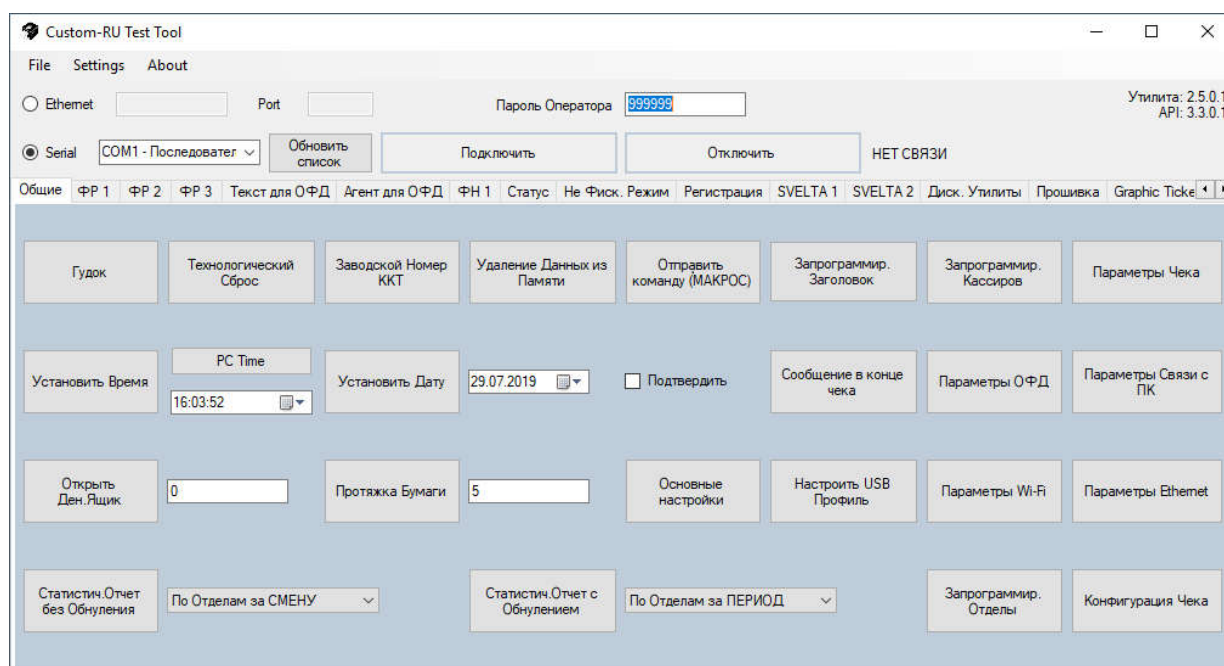 Custom-RU Test Tool
File Settings About
Ethernet Port Пароль Оператора 999999 Утилита: 2.5.0.1
API: 3.3.0.1
Serial COM1 - Последовател Обновить список Подключить Отключить НЕТ СВЯЗИ
Общие ФР 1 ФР 2 ФР 3 Текст для ОФД Агент для ОФД ФН 1 Статус Не Фиск. Режим Регистрация SVELTA 1 SVELTA 2 Диск. Утилиты Прошивка Graphic Ticke
Гудок
Технологический
Сброс
Заводской Номер
ККТ
Удаление Данных из
Памяти
Отправить
команду (МАКРОС)
Запрограммир.
Заголовок
Запрограммир.
Кассиров
Параметры Чека
Установить Время
PC Time
16:03:52
Установить Дату
29.07.2019
Подтвердить
Сообщение в конце
чека
Параметры ОФД
Параметры Связи с
ПК
Открыть
Ден.Ящик
0
Протяжка Бумаги
5
Основные
настройки
Настроить USB
Профиль
Параметры Wi-Fi
Параметры Ethernet
Статистич.Отчет
без Обнуления
По Отделам за СМЕНУ
Статистич.Отчет с
Обнулением
По Отделам за ПЕРИОД
Запрограммир.
Отделы
Конфигурация Чека